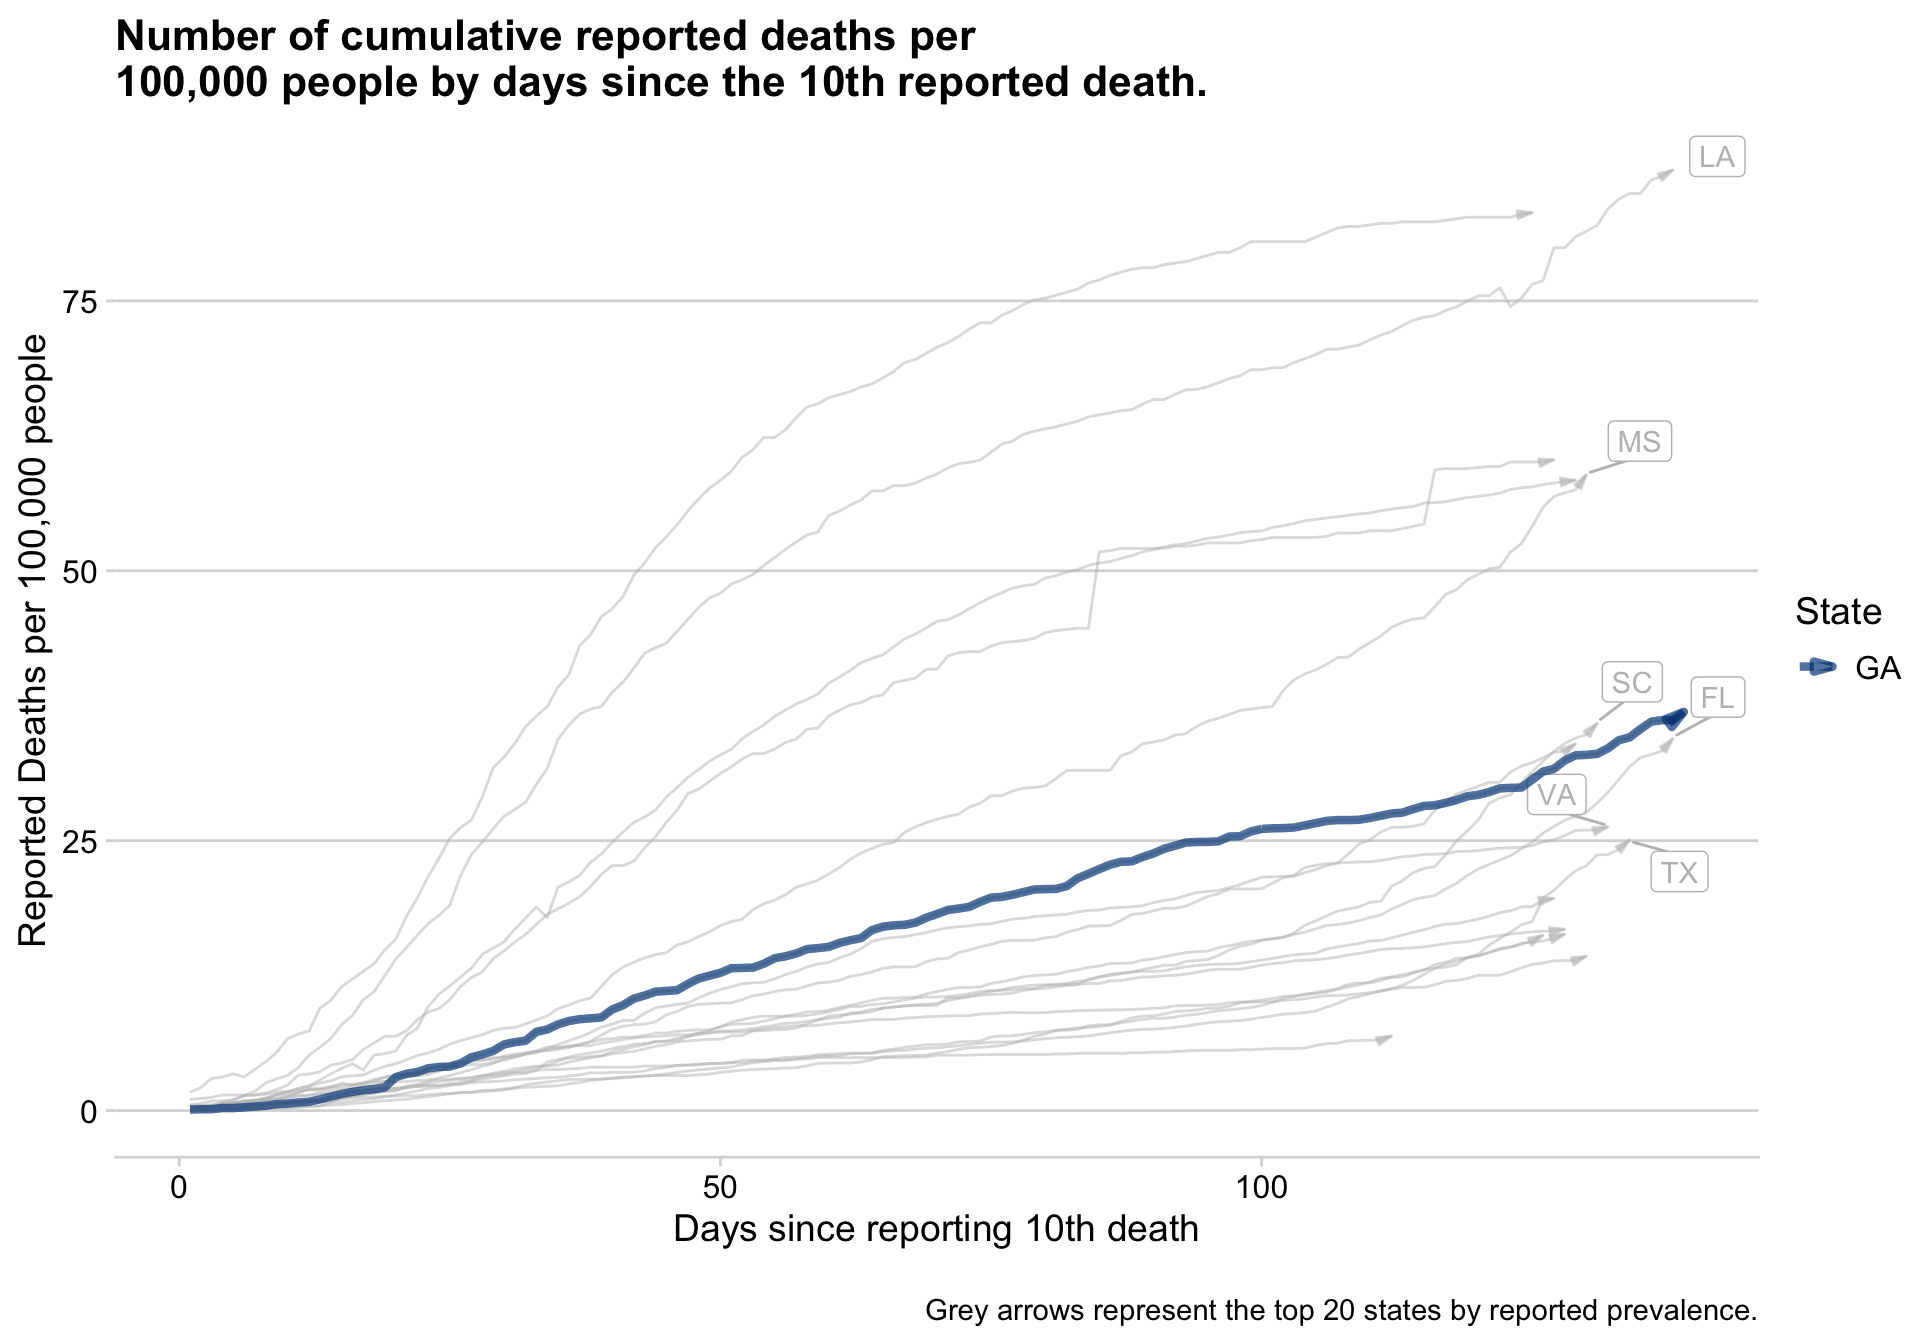 Number of cumulative reported deaths per
100,000 people by days since the 10th reported death.
LA
75
MS
50
State
GA
SC
FL
VA
25
TX
0
Reported Deaths per 100,000 people
0
50
100
Days since reporting 10th death
Grey arrows represent the top 20 states by reported prevalence.